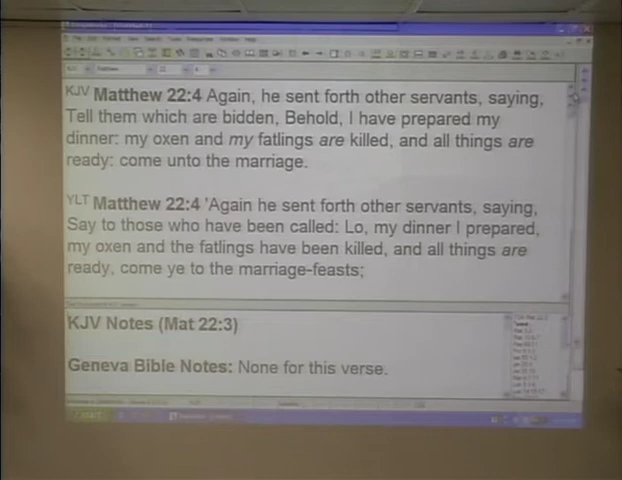 KJV Matthew 22:4 Again, he sent forth other servants, saying,
Tell them which are bidden, Behold, I have prepared my
dinner: my oxen and my fatlings are killed, and all things are
ready: come unto the marriage.
YLT Matthew 22:4 'Again he sent forth other servants, saying,
Say to those who have been called: Lo, my dinner I prepared,
my oxen and the fatlings have been killed, and all things are
ready, come ye to the marriage-feasts;
KJV Notes (Mat 22:3)
Geneva Bible Notes: None for this verse.